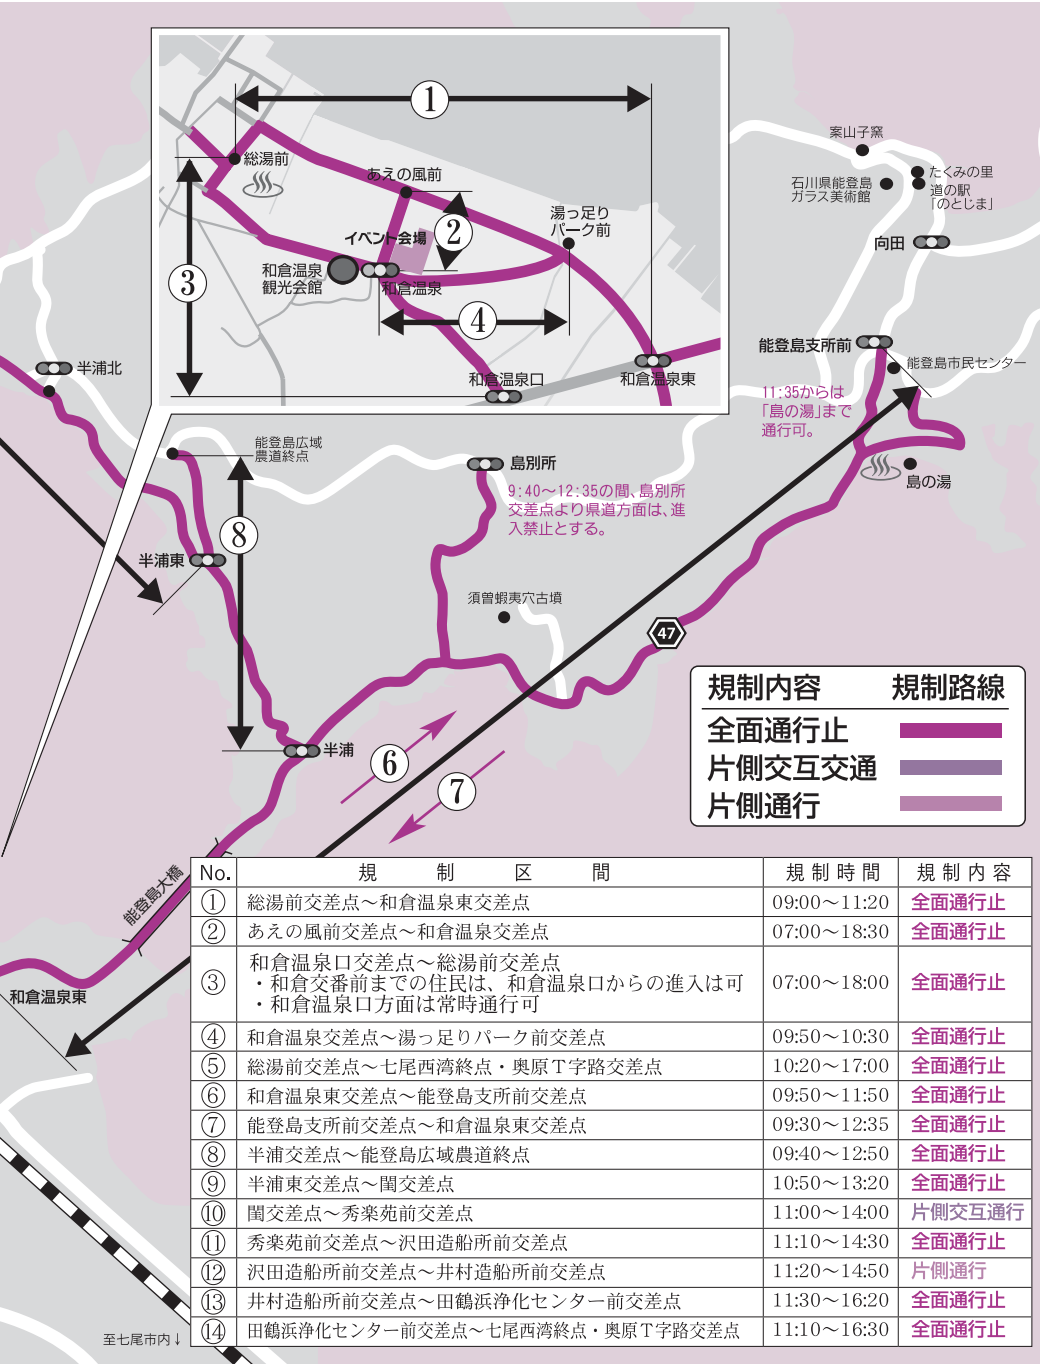 1
総湯前
あえの風前
2
湯っ足り
パーク前
イベント会場
和倉温泉
観光会館
和倉温泉
3
4
和倉温泉口
和倉温泉東
案山子窯
たくみの里
石川県能登島
ガラス美術館
道の駅
「のとじま」
向田
能登島支所前
能登島市民センター
11:35からは
「島の湯」まで
通行可。
島の湯
半浦北
能登島広域
農道終点
島別所
9:40〜12:35の間、島別所
交差点より県道方面は、進
入禁止とする。
8
半浦東
須曽蝦夷穴古墳
47
半浦
6
7
規制内容 規制路線
全面通行止
片側交互交通
片側通行
能登島大橋
和倉温泉東
至七尾市内↓
No. 規制区間 規制時間 規制内容
① 総湯前交差点〜和倉温泉東交差点 09:00〜11:20 全面通行止
② あえの風前交差点〜和倉温泉交差点 07:00〜18:30 全面通行止
③ 和倉温泉口交差点〜総湯前交差点 07:00〜18:00 全面通行止
・和倉交番前までの住民は、和倉温泉口からの進入は可
・和倉温泉口方面は常時通行可
④ 和倉温泉交差点〜湯っ足りパーク前交差点 09:50〜10:30 全面通行止
⑤ 総湯前交差点〜七尾西湾終点・奥原T字路交差点 10:20〜17:00 全面通行止
⑥ 和倉温泉東交差点〜能登島支所前交差点 09:50〜11:50 全面通行止
⑦ 能登島支所前交差点〜和倉温泉東交差点 09:30〜12:35 全面通行止
⑧ 半浦交差点〜能登島広域農道終点 09:40〜12:50 全面通行止
⑨ 半浦東交差点〜閨交差点 10:50〜13:20 全面通行止
⑩ 閨交差点〜秀楽苑前交差点 11:00〜14:00 片側交互通行
⑪ 秀楽苑前交差点〜沢田造船所前交差点 11:10〜14:30 全面通行止
⑫ 沢田造船所前交差点〜井村造船所前交差点 11:20〜14:50 片側通行
⑬ 井村造船所前交差点〜田鶴浜浄化センター前交差点 11:30〜16:20 全面通行止
⑭ 田鶴浜浄化センター前交差点〜七尾西湾終点・奥原T字路交差点 11:10〜16:30 全面通行止